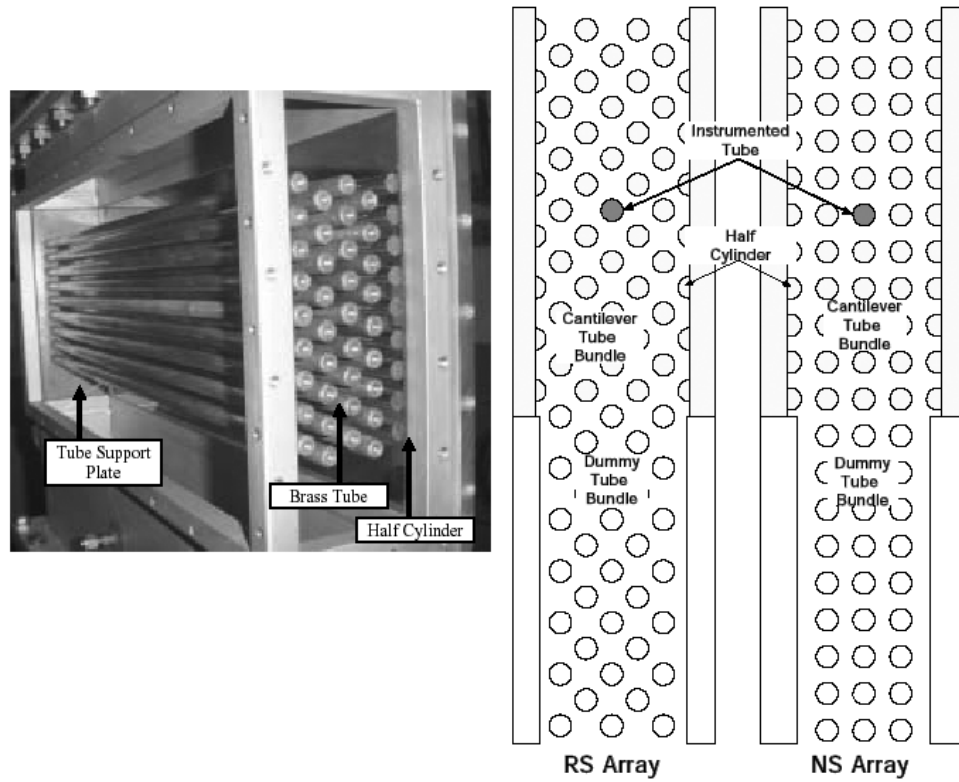 Tube Support
Plate
Brass Tube
Half Cylinder
Instrumented
Tube
Half
Cylinder
Cantilever
Tube
Bundle
Cantilever
Tube
Bundle
Dummy
Tube
Bundle
Dummy
Tube
Bundle
RS Array
NS Array